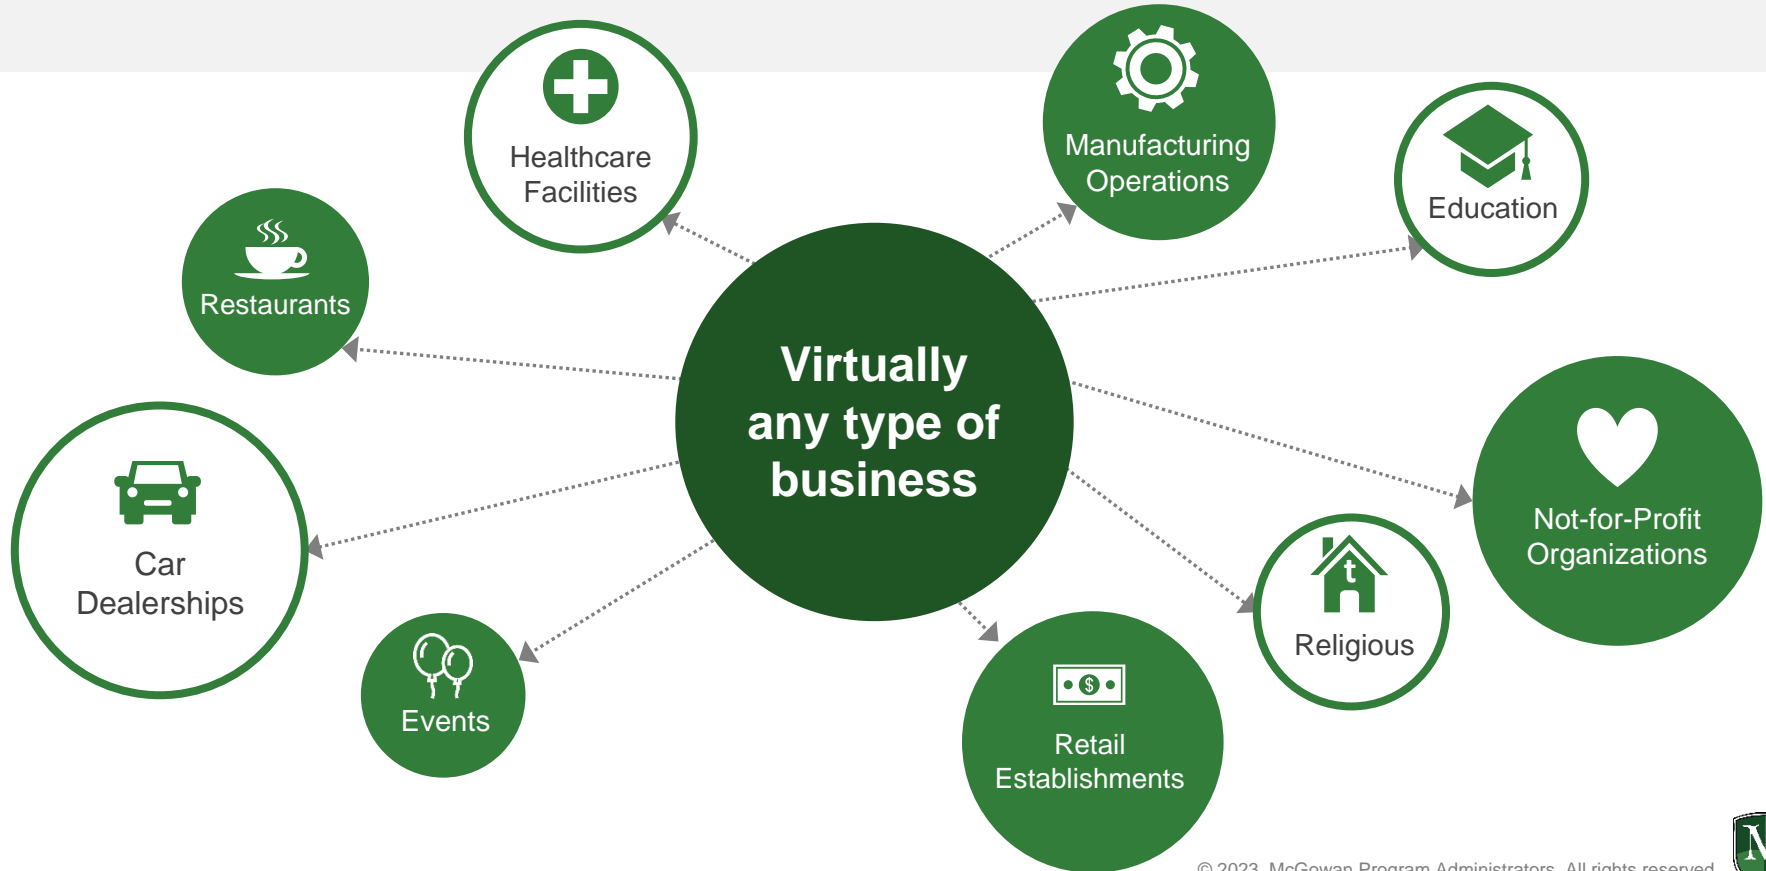 Healthcare
Facilities
Manufacturing
Operations
Education
Restaurants
Virtually
any type of
business
Car
Dealerships
Not-for-Profit
Organizations
t
Religious
Events
$
Retail
Establishments
© 2023 McGowan Program Administrators. All rights reserved
M